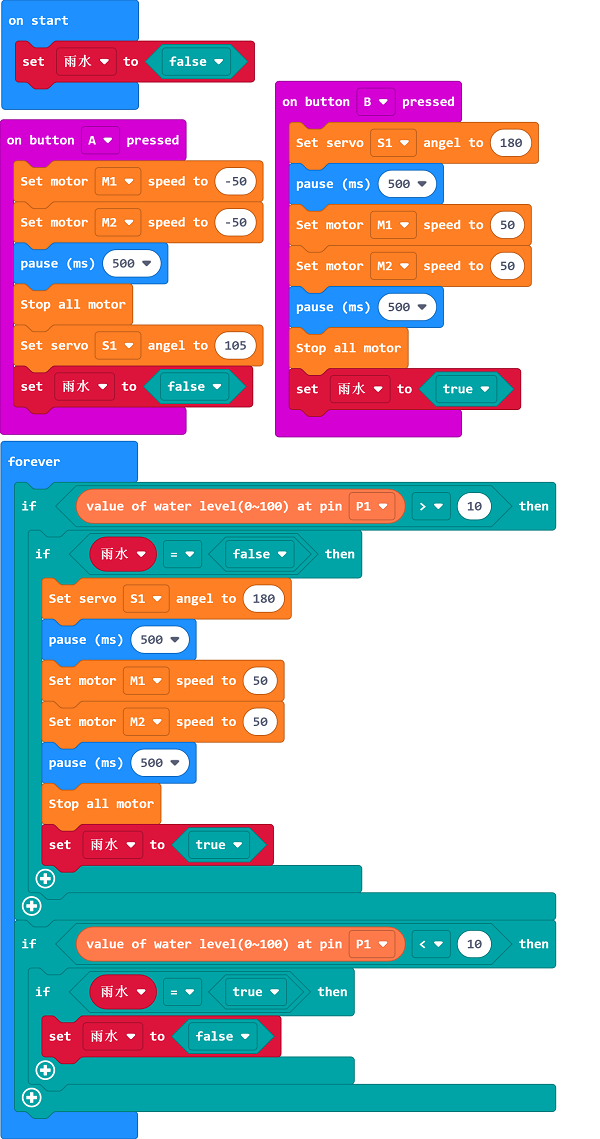 on start
set 雨水 to false
on button A pressed
Set motor M1 speed to -50
Set motor M2 speed to -50
pause (ms) 500
Stop all motor
Set servo S1 angel to 105
set 雨水 to false
on button B pressed
Set servo S1 angel to 180
pause (ms) 500
Set motor M1 speed to 50
Set motor M2 speed to 50
pause (ms) 500
Stop all motor
set 雨水 to true
forever
if value of water level(0~100) at pin P1 > 10 then
if 雨水 = false then
Set servo S1 angel to 180
pause (ms) 500
Set motor M1 speed to 50
Set motor M2 speed to 50
pause (ms) 500
Stop all motor
set 雨水 to true
if value of water level(0~100) at pin P1 < 10 then
if 雨水 = true then
set 雨水 to false